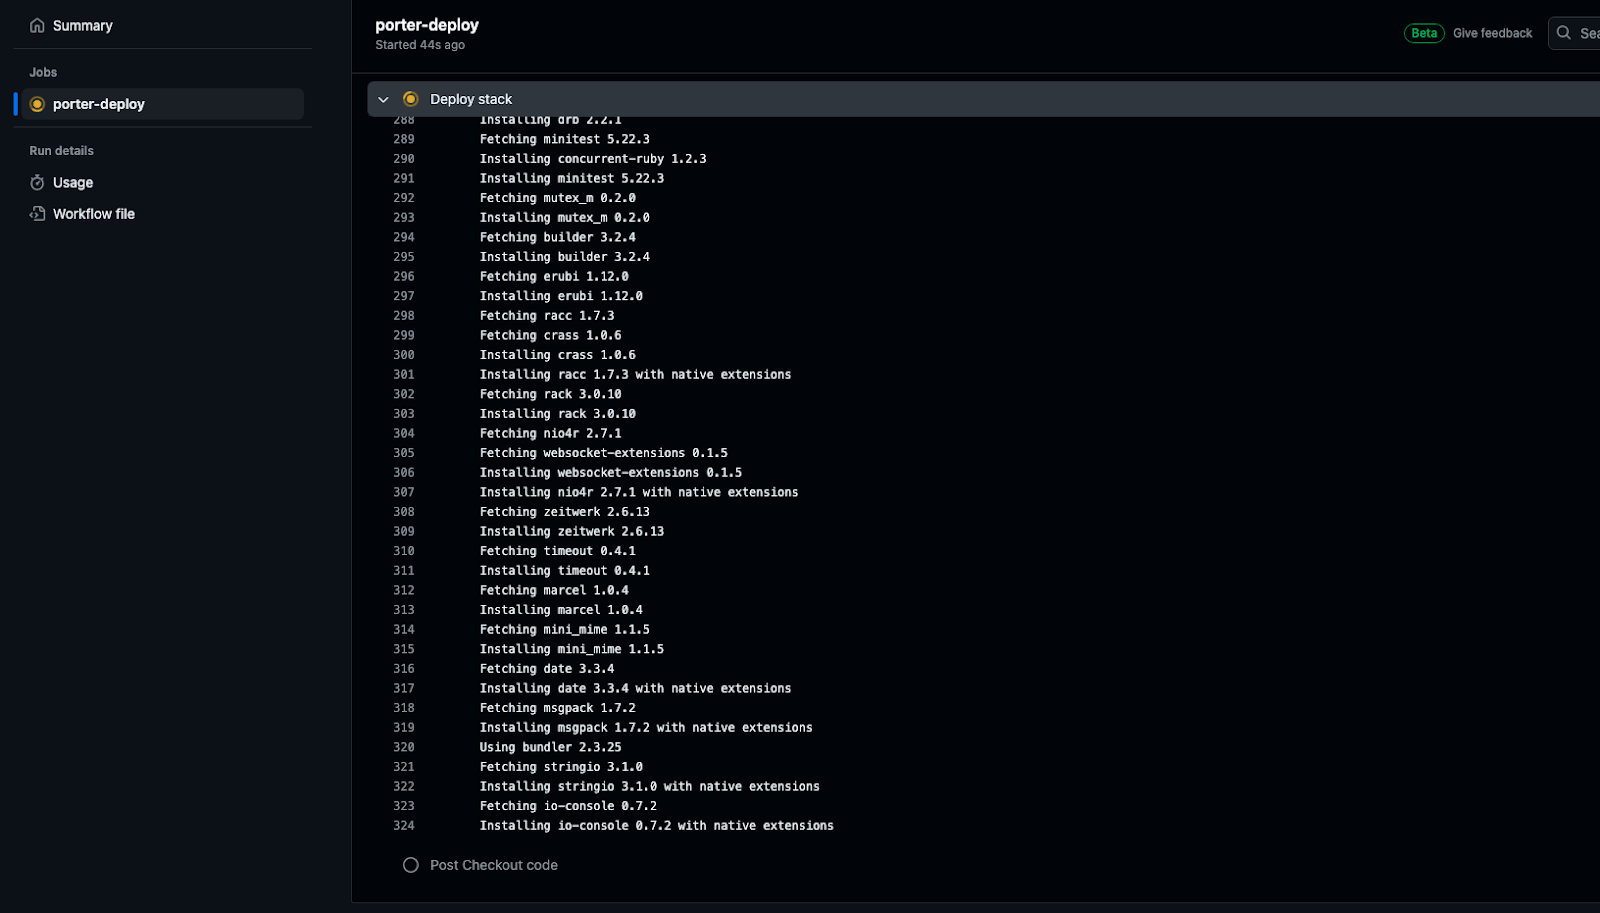 Summary
Jobs
porter-deploy
Run details
Usage
Workflow file
porter-deploy
Started 44s ago
Beta Give feedback
Deploy stack
288 Installing drb 2.2.1
289 Fetching minitest 5.22.3
290 Installing concurrent-ruby 1.2.3
291 Installing minitest 5.22.3
292 Fetching mutex_m 0.2.0
293 Installing mutex_m 0.2.0
294 Fetching builder 3.2.4
295 Installing builder 3.2.4
296 Fetching erubi 1.12.0
297 Installing erubi 1.12.0
298 Fetching racc 1.7.3
299 Fetching crass 1.0.6
300 Installing crass 1.0.6
301 Installing racc 1.7.3 with native extensions
302 Fetching rack 3.0.10
303 Installing rack 3.0.10
304 Fetching nio4r 2.7.1
305 Fetching websocket-extensions 0.1.5
306 Installing websocket-extensions 0.1.5
307 Installing nio4r 2.7.1 with native extensions
308 Fetching zeitwerk 2.6.13
309 Installing zeitwerk 2.6.13
310 Fetching timeout 0.4.1
311 Installing timeout 0.4.1
312 Fetching marcel 1.0.4
313 Installing marcel 1.0.4
314 Fetching mini_mime 1.1.5
315 Installing mini_mime 1.1.5
316 Fetching date 3.3.4
317 Installing date 3.3.4 with native extensions
318 Fetching msgpack 1.7.2
319 Installing msgpack 1.7.2 with native extensions
320 Using bundler 2.3.25
321 Fetching stringio 3.1.0
322 Installing stringio 3.1.0 with native extensions
323 Fetching io-console 0.7.2
324 Installing io-console 0.7.2 with native extensions
Post Checkout code